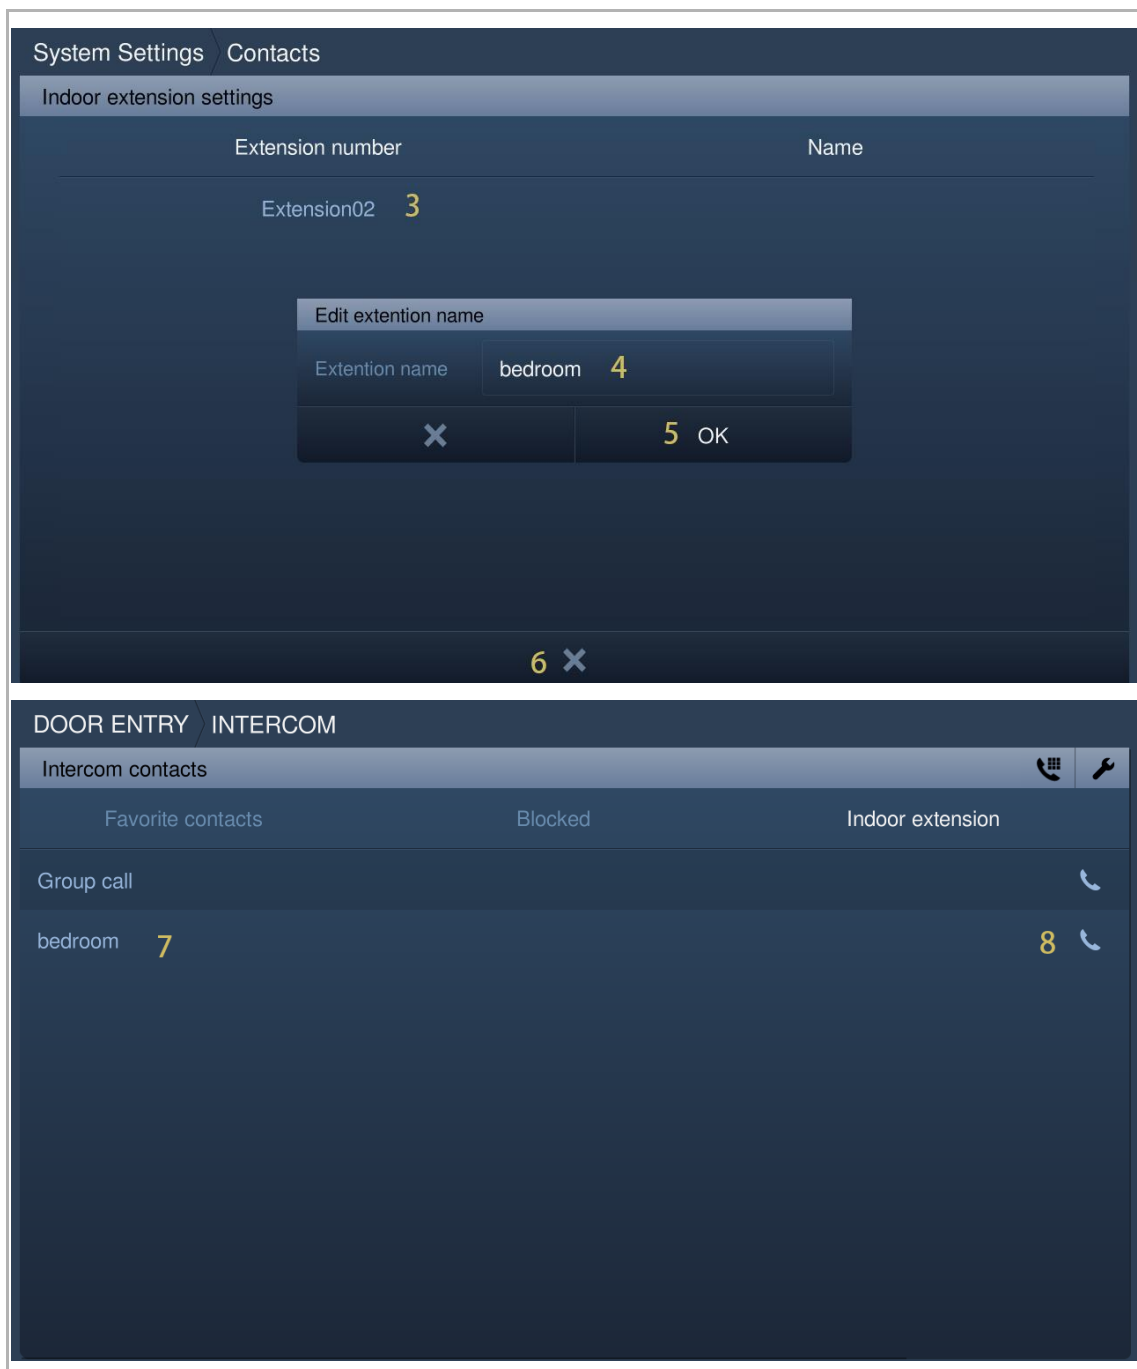 System Settings Contacts
Indoor extension settings
Extension number Name
Extension02 3
Edit extention name
Extention name bedroom 4
5 OK
6
DOOR ENTRY INTERCOM
Intercom contacts
Favorite contacts Blocked Indoor extension
Group call
bedroom 7 8